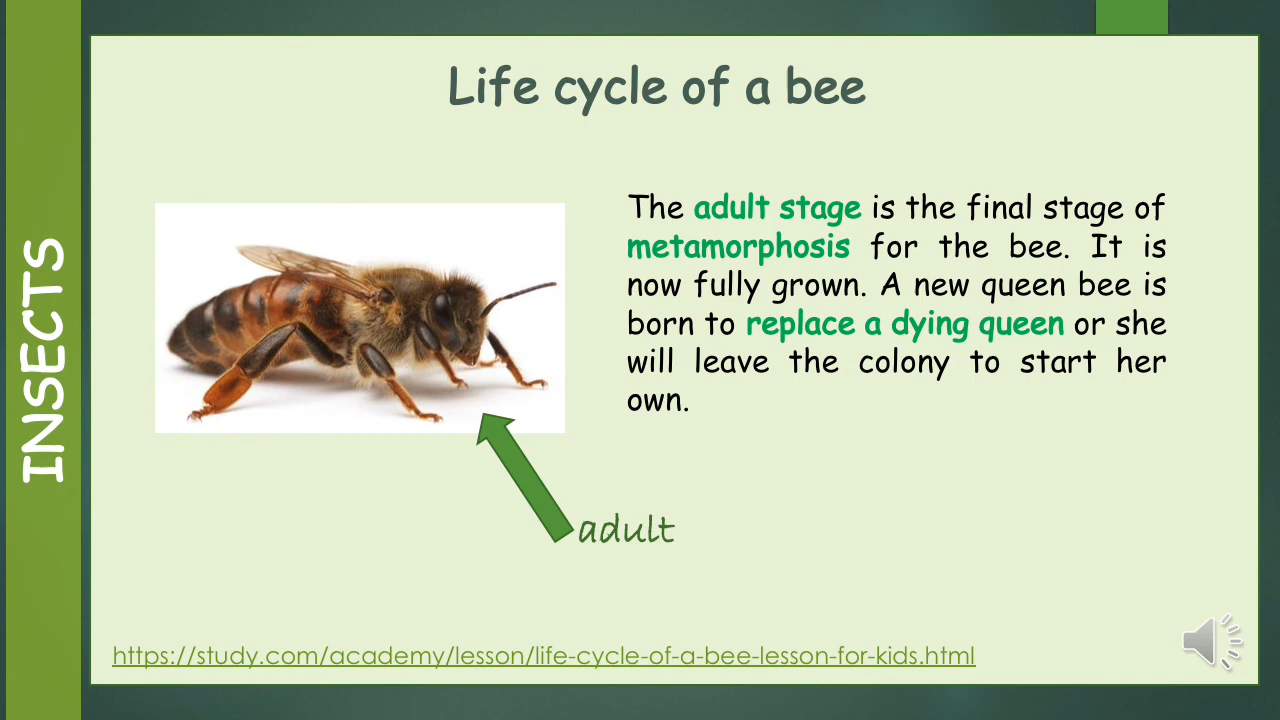 Life cycle of a bee
INSECTS
The adult stage is the final stage of
metamorphosis for the bee. It is
now fully grown. A new queen bee is
born to replace a dying queen or she
will leave the colony to start her
own.
adult
https://study.com/academy/lesson/life-cycle-of-a-bee-lesson-for-kids.html